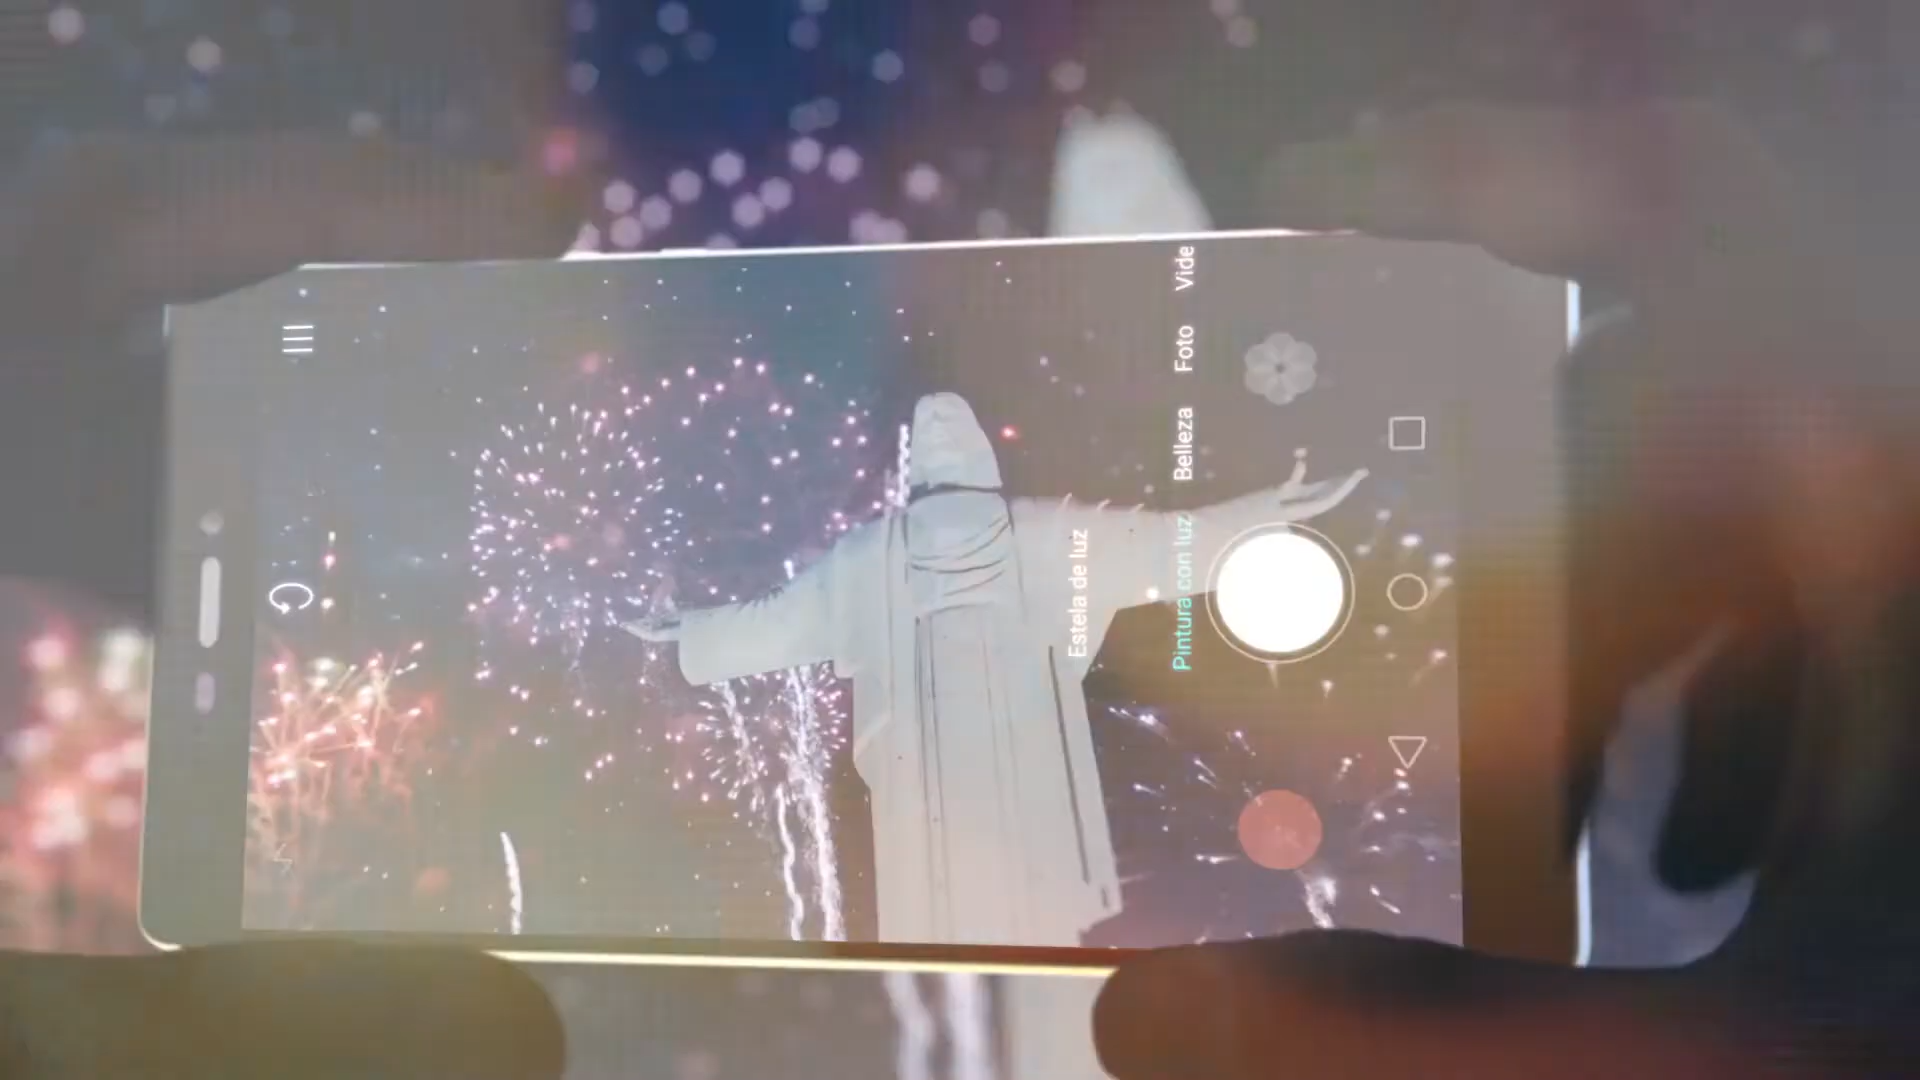 Vide
Foto
Belleza
Pintura con luz
Estela de luz